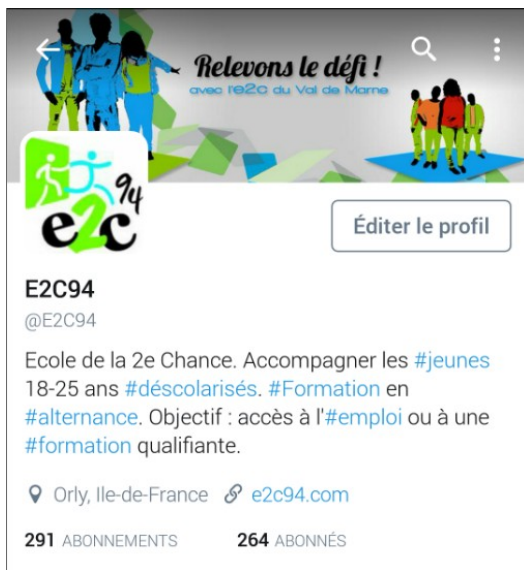 Relevons le défi !
avec l'e2c du Val de Marne
e2c 94
Éditer le profil
E2C94
@E2C94
Ecole de la 2e Chance. Accompagner les #jeunes
18-25 ans #déscolarisés. #Formation en
#alternance. Objectif : accès à l'#emploi ou à une
#formation qualifiante.
Orly, Ile-de-France e2c94.com
291 ABONNEMENTS 264 ABONNÉS